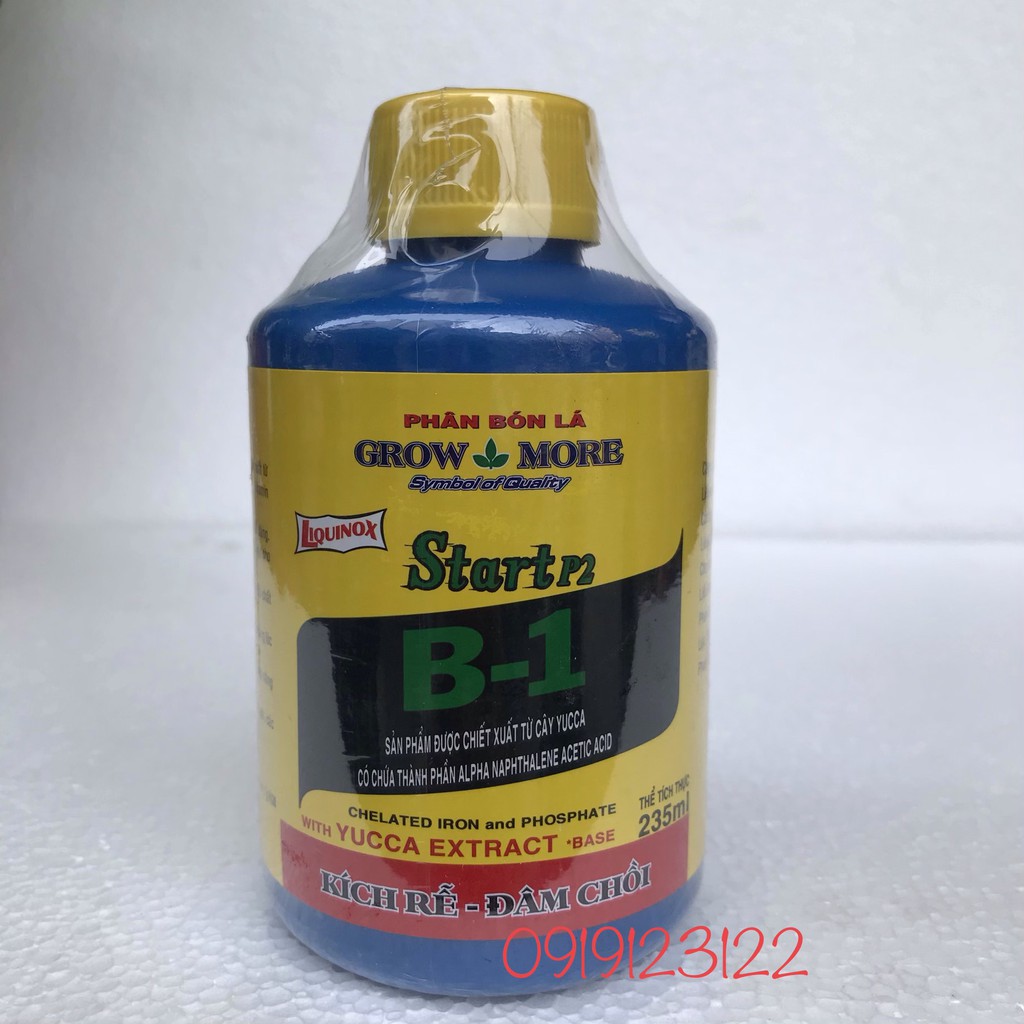 PHÂN BÓN LÁ
GROW MORE
Symbol of Quality
LIQUINOX
Start P2
B-1
SẢN PHẨM ĐƯỢC CHIẾT XUẤT TỪ CÂY YUCCA
CÓ CHỨA THÀNH PHẦN ALPHA NAPHTHALENE ACETIC ACID
CHELATED IRON and PHOSPHATE
WITH YUCCA EXTRACT *BASE
THỂ TÍCH THỰC
235ml
KÍCH RỄ - ĐÂM CHỒI
0919123122